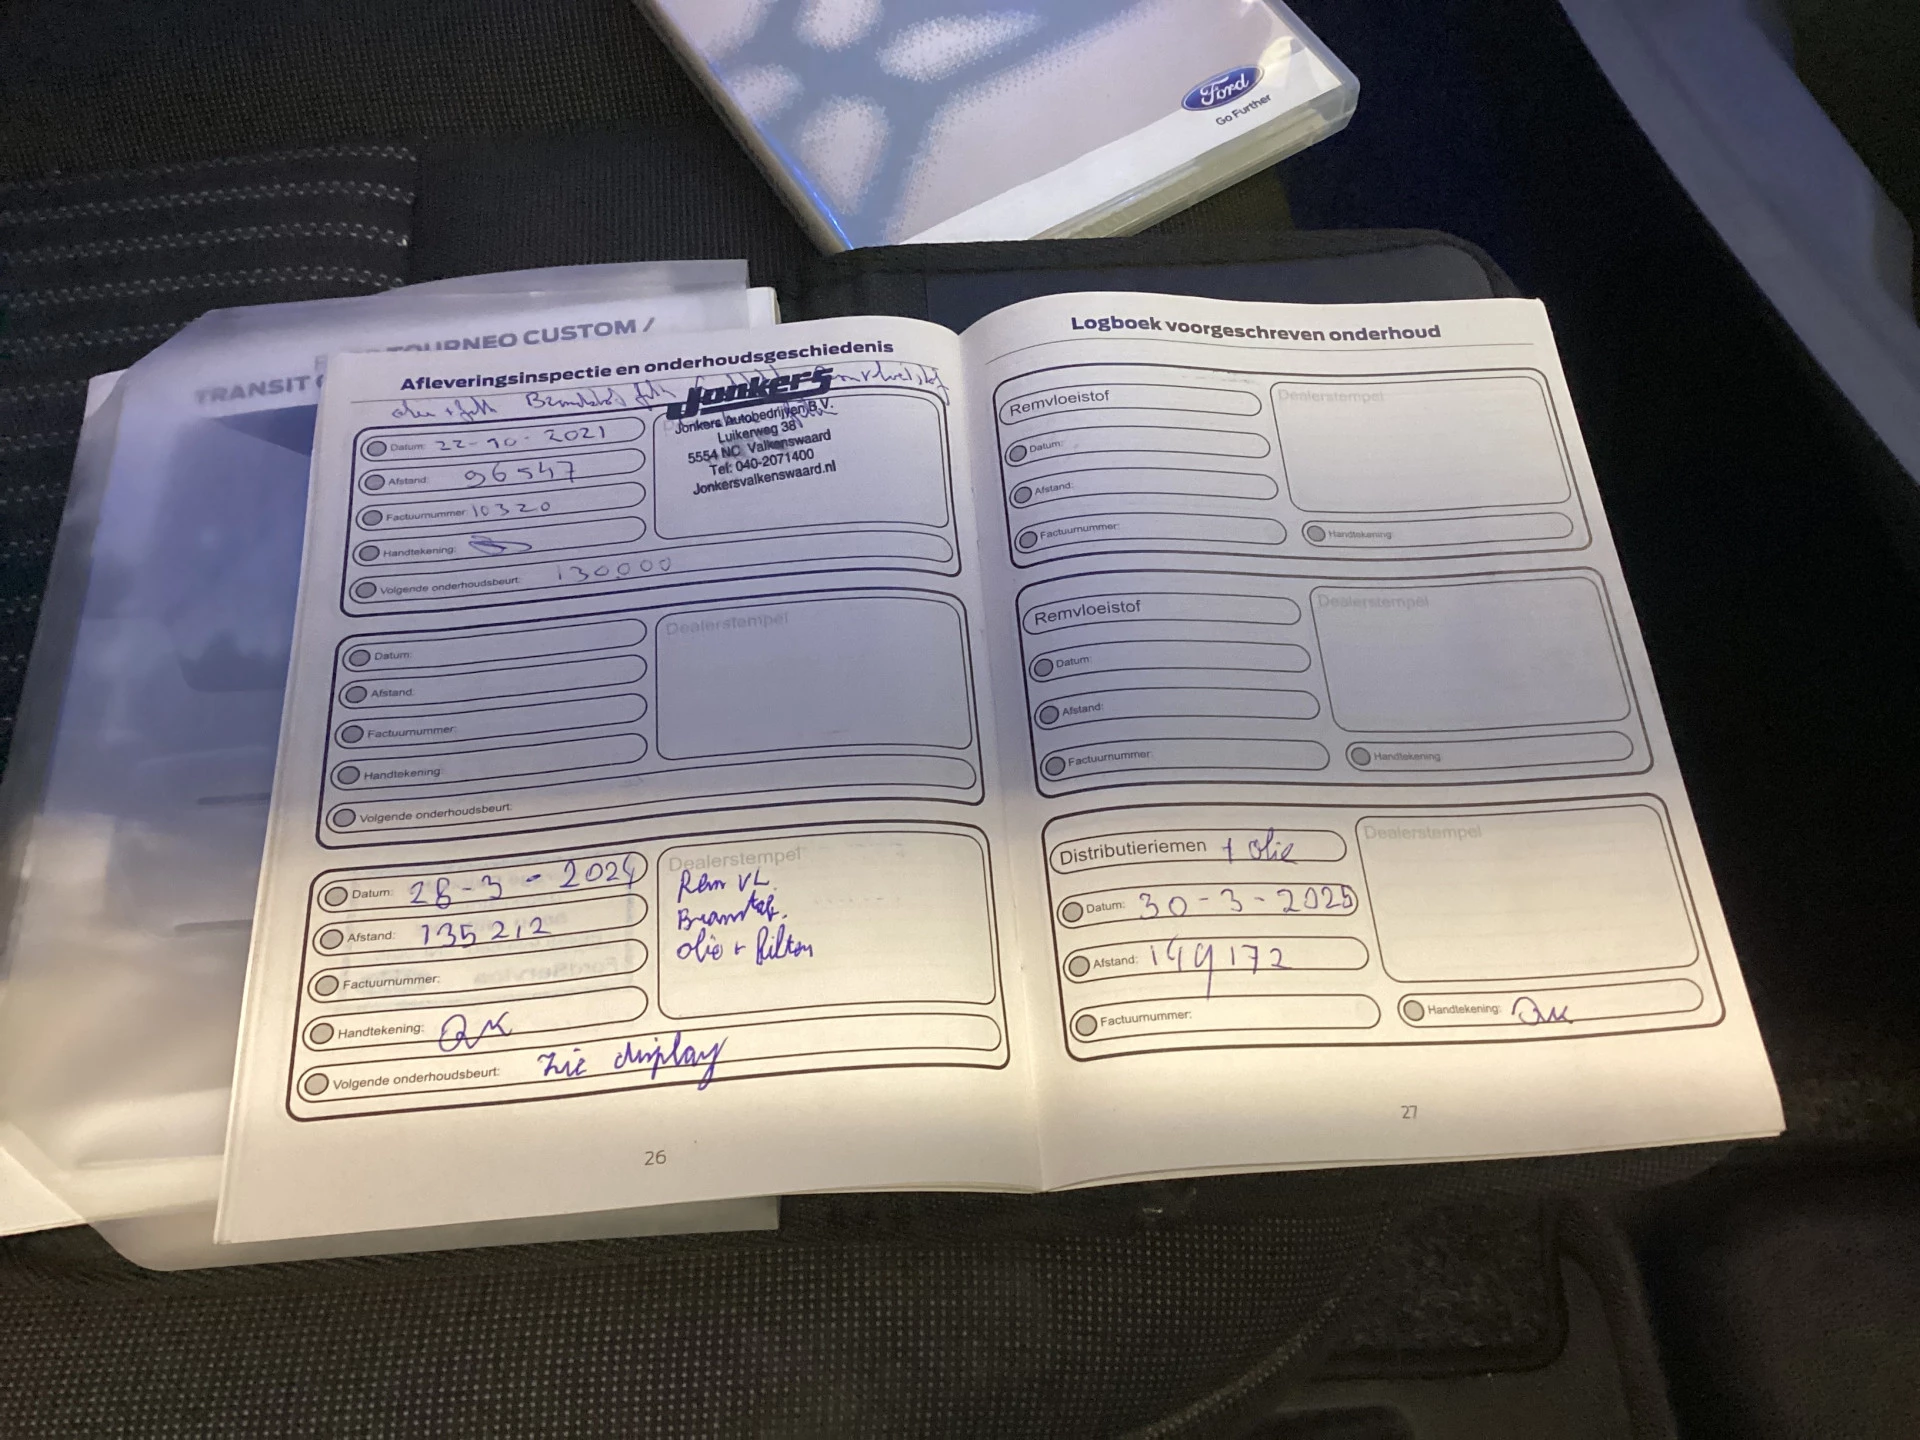 Ford
Go Further
TOURNEO CUSTOM /
TRANSIT
Afleveringsinspectie en onderhoudsgeschiedenis
jonkers
Jonkers Autobedrijven B.V.
Luikerweg 38
5554 NC Valkenswaard
Tel: 040-2071400
Jonkersvalkenswaard.nl
Datum: 22-10-2021
Afstand: 96547
Factuurnummer: 10320
Handtekening:
Volgende onderhoudsbeurt: 130000
Dealerstempel
Datum:
Afstand:
Factuurnummer:
Handtekening:
Volgende onderhoudsbeurt:
Dealerstempel
Rem VL.
olie + filters
Datum: 28-3-2024
Afstand: 135212
Factuurnummer:
Handtekening:
Volgende onderhoudsbeurt: zie display
26
Logboek voorgeschreven onderhoud
Remvloeistof
Dealerstempel
Datum:
Afstand:
Factuurnummer:
Handtekening:
Remvloeistof
Dealerstempel
Datum:
Afstand:
Factuurnummer:
Handtekening:
Distributieriemen + olie
Dealerstempel
Datum: 30-3-2025
Afstand: 149172
Factuurnummer:
Handtekening:
27